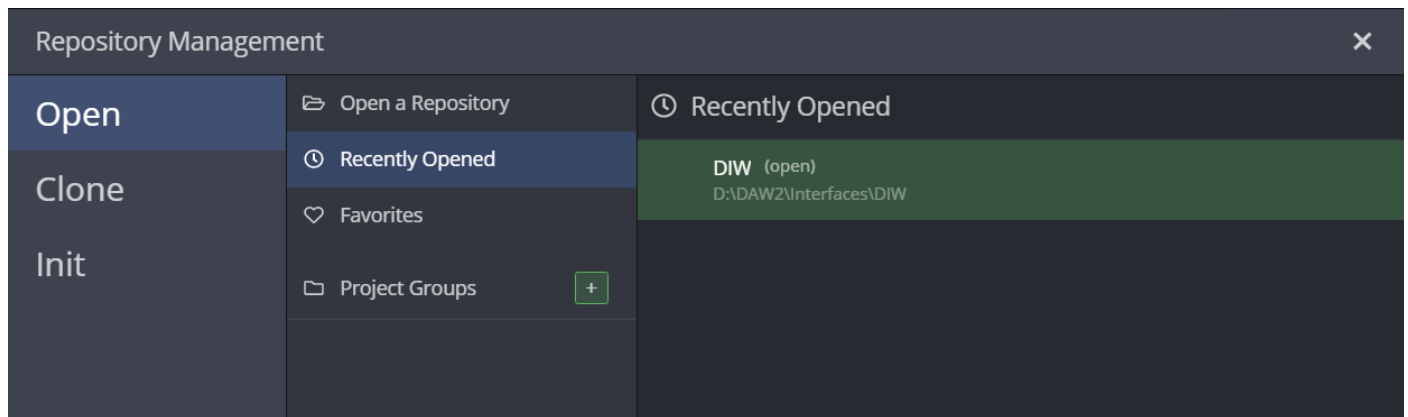 Repository Management
Open
Clone
Init
Open a Repository
Recently Opened
Favorites
Project Groups +
Recently Opened
DIW (open)
D:\DAW2\Interfaces\DIW